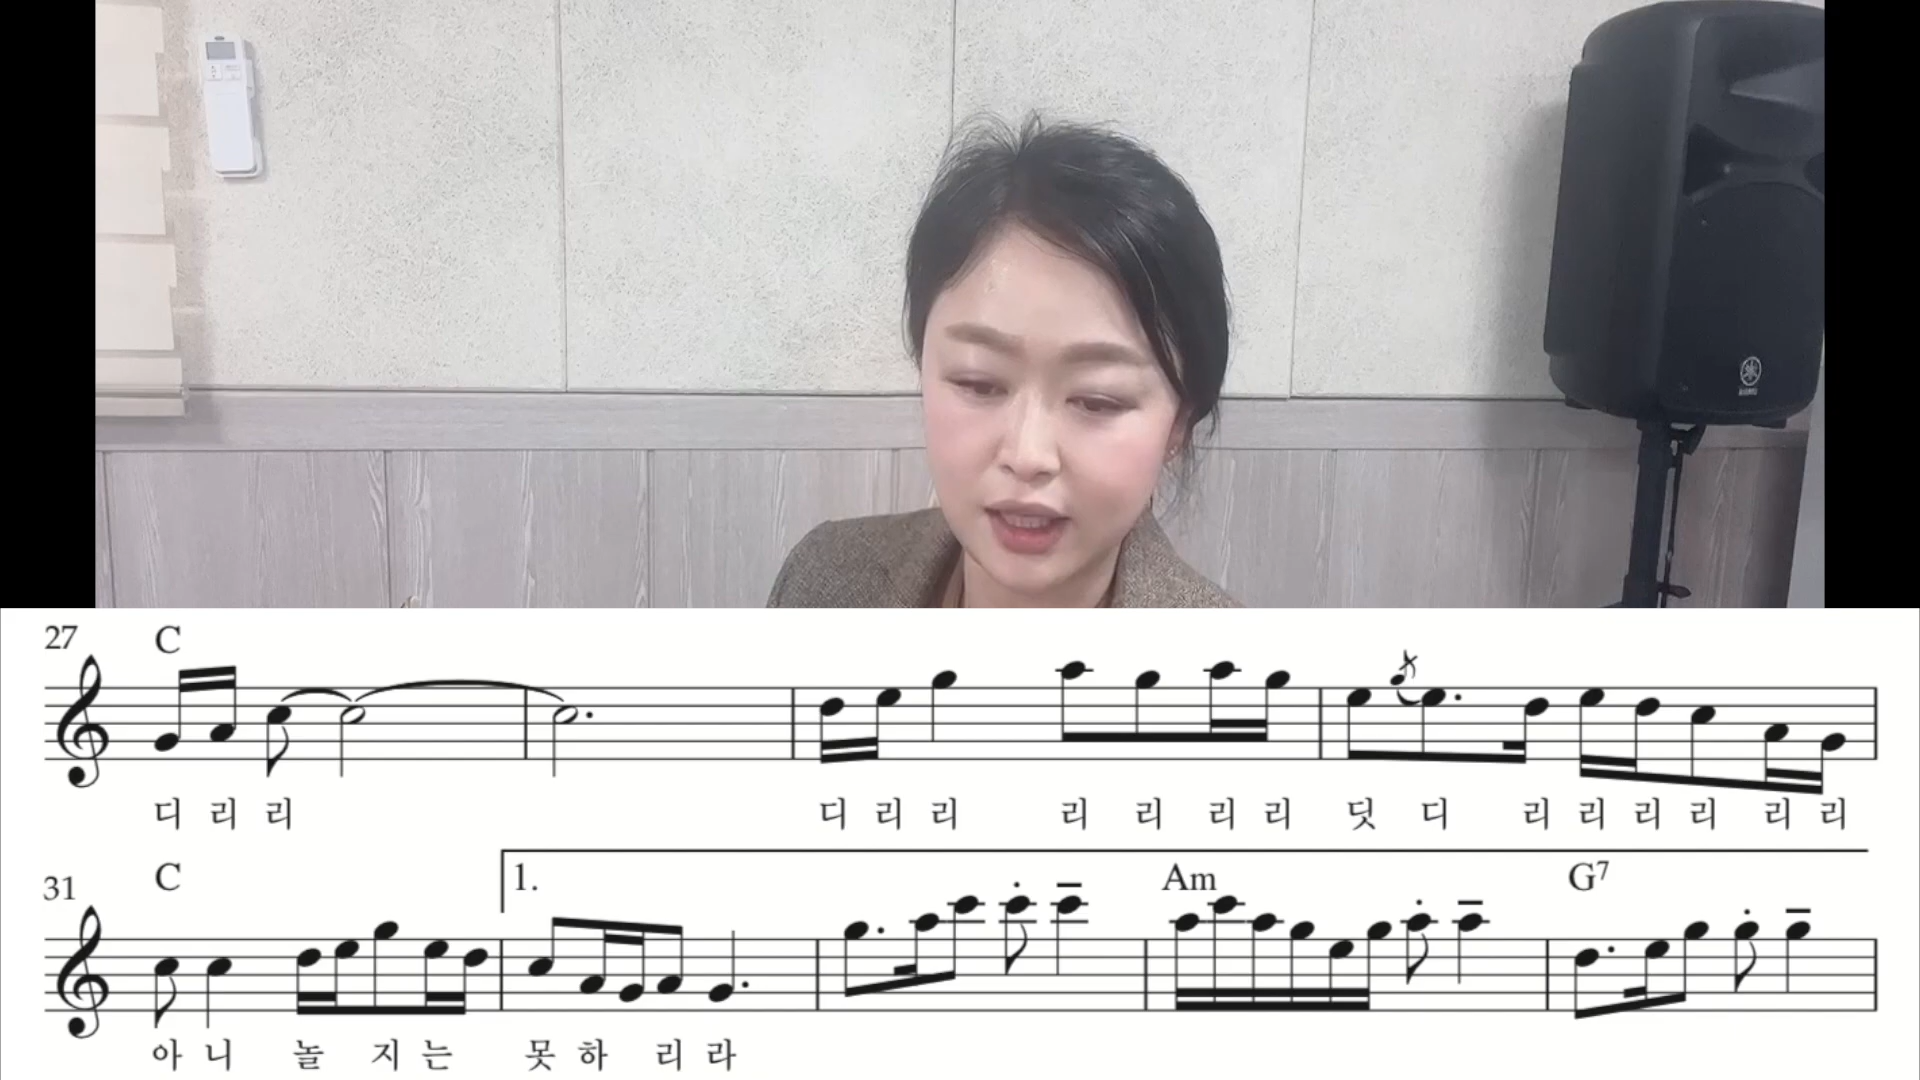 27 C
디 리 리 디 리 리 리 리 리 리 딧 디 리 리 리 리 리 리
31 C 1. Am G7
아 니 놀 지 는 못 하 리 라